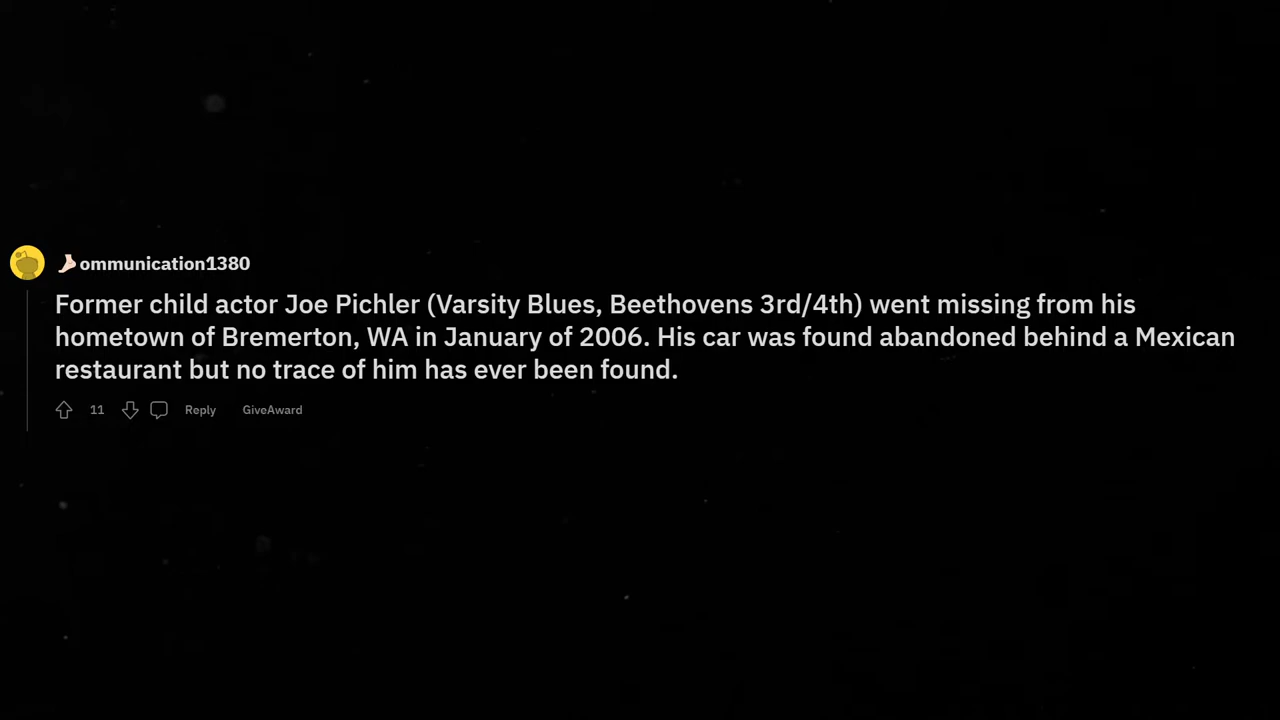 ommunication1380
Former child actor Joe Pichler (Varsity Blues, Beethovens 3rd/4th) went missing from his
hometown of Bremerton, WA in January of 2006. His car was found abandoned behind a Mexican
restaurant but no trace of him has ever been found.
11 Reply GiveAward